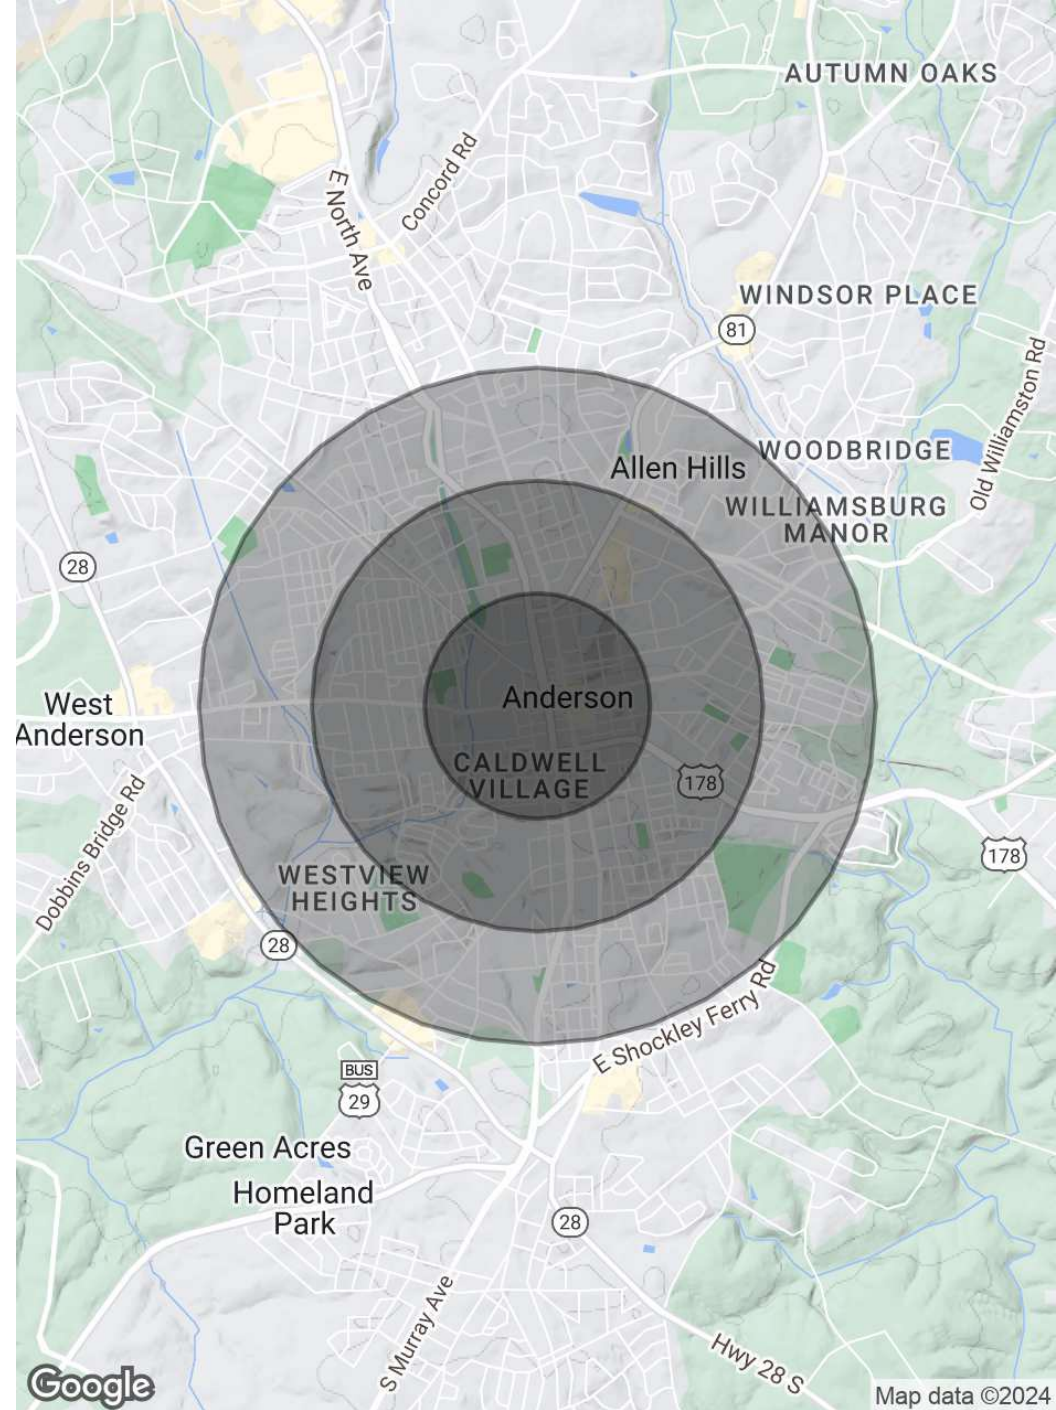 AUTUMN OAKS
Concord Rd
E North Ave
WINDSOR PLACE
81
Old Williamston Rd
WOODBRIDGE
Allen Hills
WILLIAMSBURG
MANOR
28
West
Anderson
Anderson
CALDWELL
VILLAGE
178
Dobbins Bridge Rd
178
WESTVIEW
HEIGHTS
28
E Shockley Ferry Rd
BUS
29
Green Acres
Homeland
Park
28
S Murray Ave
Hwy 28 S
Google
Map data ©2024